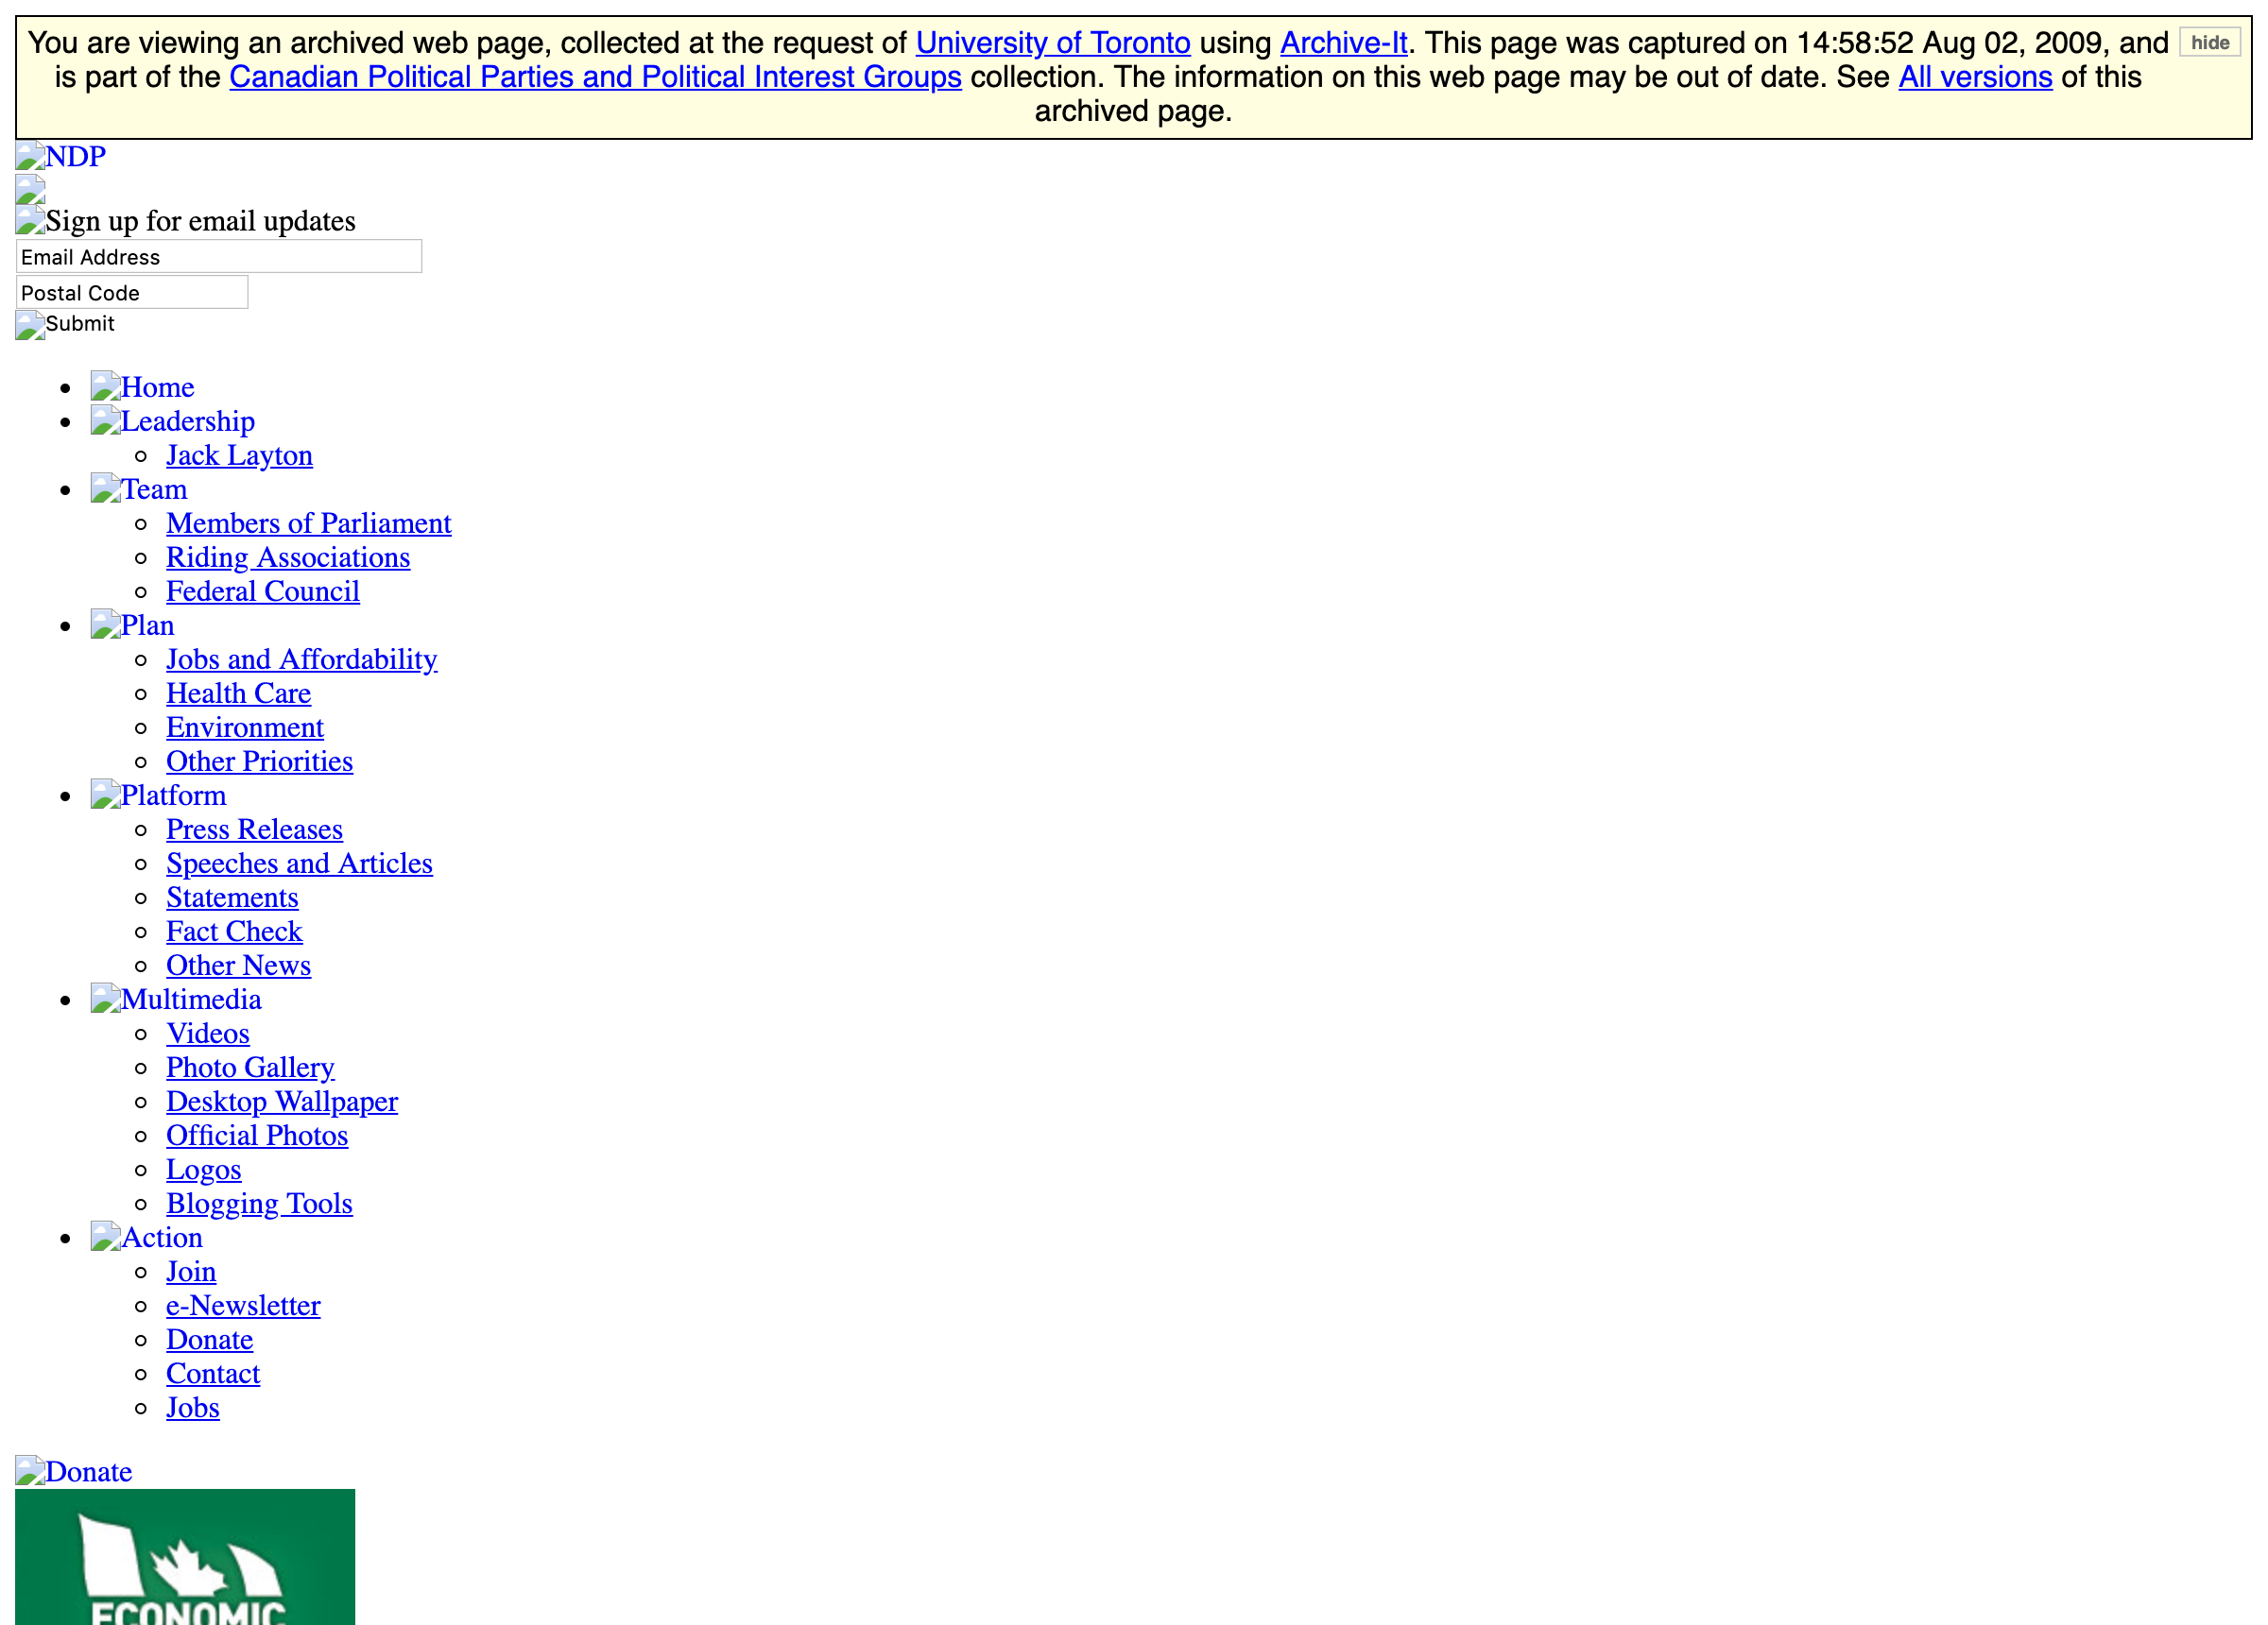 You are viewing an archived web page, collected at the request of University of Toronto using Archive-It. This page was captured on 14:58:52 Aug 02, 2009, and hide
is part of the Canadian Political Parties and Political Interest Groups collection. The information on this web page may be out of date. See All versions of this
archived page.
NDP
Sign up for email updates
Email Address
Postal Code
Submit
Home
Leadership
Jack Layton
Team
Members of Parliament
Riding Associations
Federal Council
Plan
Jobs and Affordability
Health Care
Environment
Other Priorities
Platform
Press Releases
Speeches and Articles
Statements
Fact Check
Other News
Multimedia
Videos
Photo Gallery
Desktop Wallpaper
Official Photos
Logos
Blogging Tools
Action
Join
e-Newsletter
Donate
Contact
Jobs
Donate
ECONOMIC